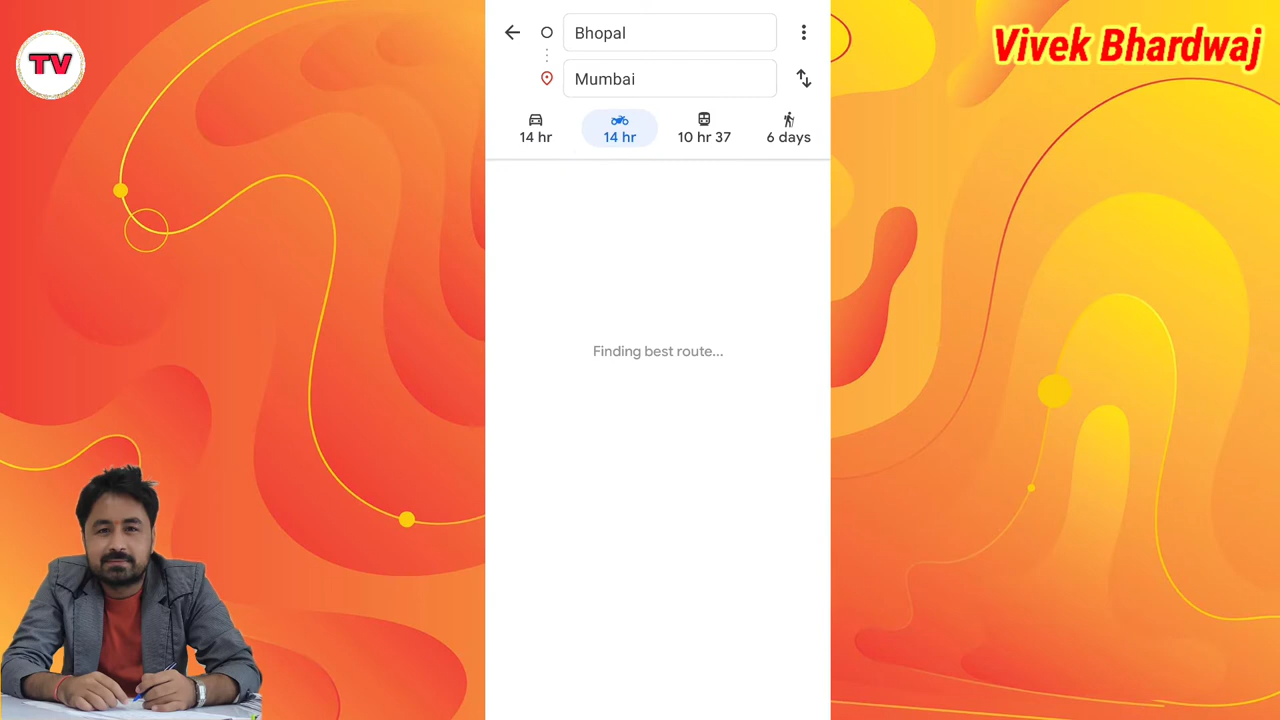 TV
Vivek Bhardwaj
Bhopal
Mumbai
14 hr
14 hr
10 hr 37
6 days
Finding best route...